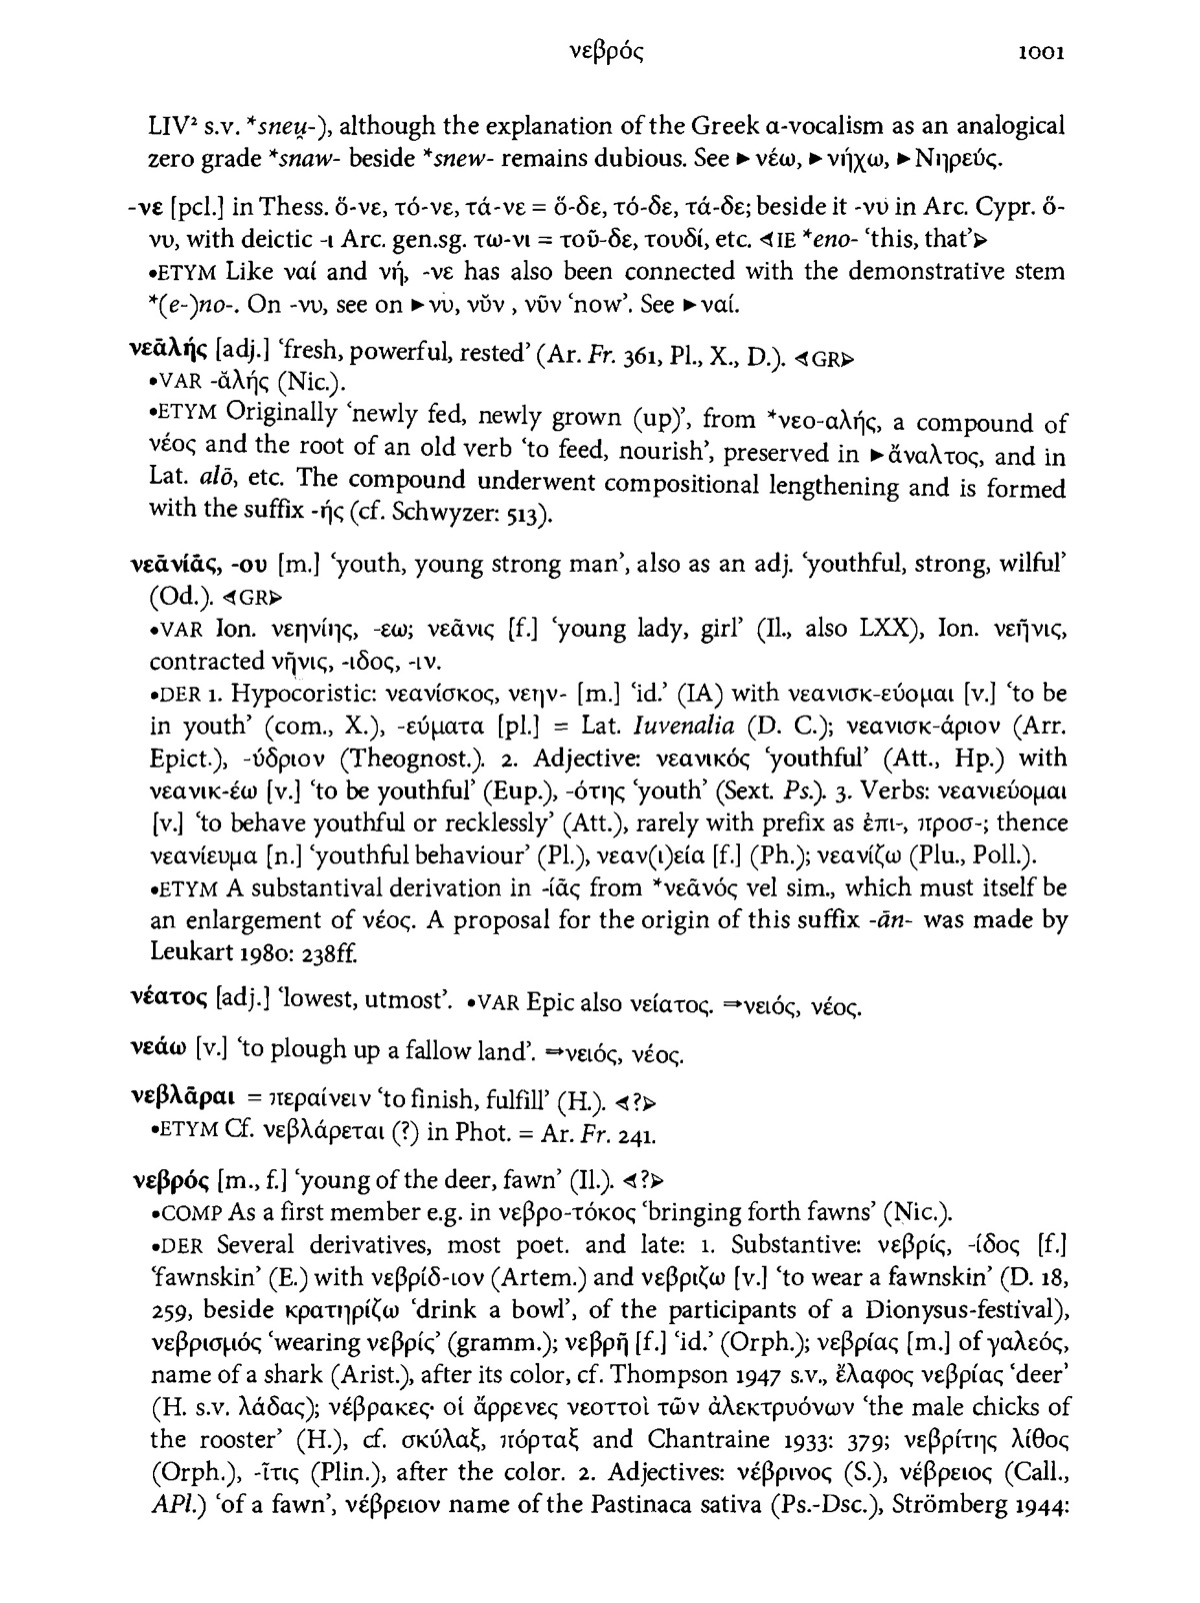 νεβρός 1001
LIV² s.v. *sneu̯-), although the explanation of the Greek α-vocalism as an analogical
zero grade *snaw- beside *snew- remains dubious. See ►νέω, ►νήχω, ►Νηρεύς.
-νε [pcl.] in Thess. ὅ-νε, τό-νε, τά-νε = ὅ-δε, τό-δε, τά-δε; beside it -νυ in Arc. Cypr. ὅ-
νυ, with deictic -ι Arc. gen.sg. τω-νι = τοῦ-δε, τουδί, etc. ◁IE *eno- ‘this, that’▷
•ETYM Like ναί and νή, -νε has also been connected with the demonstrative stem
*(e-)no-. On -νυ, see on ►νύ, νῦν , νῦν ‘now’. See ►ναί.
νεᾱλής [adj.] ‘fresh, powerful, rested’ (Ar. Fr. 361, Pl., X., D.). ◁GR▷
•VAR -ᾰλής (Nic.).
•ETYM Originally ‘newly fed, newly grown (up)’, from *νεο-αλής, a compound of
νέος and the root of an old verb ‘to feed, nourish’, preserved in ►ἄναλτος, and in
Lat. alō, etc. The compound underwent compositional lengthening and is formed
with the suffix -ής (cf. Schwyzer: 513).
νεᾱνίᾱς, -ου [m.] ‘youth, young strong man’, also as an adj. ‘youthful, strong, wilful’
(Od.). ◁GR▷
•VAR Ion. νεηνίης, -εω; νεᾶνις [f.] ‘young lady, girl’ (Il., also LXX), Ion. νεῆνις,
contracted νῆνις, -ιδος, -ιν.
•DER 1. Hypocoristic: νεανίσκος, νεην- [m.] ‘id.’ (IA) with νεανισκ-εύομαι [v.] ‘to be
in youth’ (com., X.), -εύματα [pl.] = Lat. Iuvenalia (D. C.); νεανισκ-άριον (Arr.
Epict.), -ύδριον (Theognost.). 2. Adjective: νεανικός ‘youthful’ (Att., Hp.) with
νεανικ-έω [v.] ‘to be youthful’ (Eup.), -ότης ‘youth’ (Sext. Ps.). 3. Verbs: νεανιεύομαι
[v.] ‘to behave youthful or recklessly’ (Att.), rarely with prefix as ἐπι-, προσ-; thence
νεανίευμα [n.] ‘youthful behaviour’ (Pl.), νεαν(ι)εία [f.] (Ph.); νεανίζω (Plu., Poll.).
•ETYM A substantival derivation in -ίᾱς from *νεᾱνός vel sim., which must itself be
an enlargement of νέος. A proposal for the origin of this suffix -ān- was made by
Leukart 1980: 238ff.
νέατος [adj.] ‘lowest, utmost’. •VAR Epic also νείατος. ⇒νειός, νέος.
νεάω [v.] ‘to plough up a fallow land’. ⇒νειός, νέος.
νεβλᾶραι = περαίνειν ‘to finish, fulfill’ (H.). ◁?▷
•ETYM Cf. νεβλάρεται (?) in Phot. = Ar. Fr. 241.
νεβρός [m., f.] ‘young of the deer, fawn’ (Il.). ◁?▷
•COMP As a first member e.g. in νεβρο-τόκος ‘bringing forth fawns’ (Nic.).
•DER Several derivatives, most poet. and late: 1. Substantive: νεβρίς, -ίδος [f.]
‘fawnskin’ (E.) with νεβρίδ-ιον (Artem.) and νεβριζω [v.] ‘to wear a fawnskin’ (D. 18,
259, beside κρατηρίζω ‘drink a bowl’, of the participants of a Dionysus-festival),
νεβρισμός ‘wearing νεβρίς’ (gramm.); νεβρῆ [f.] ‘id.’ (Orph.); νεβρίας [m.] of γαλεός,
name of a shark (Arist.), after its color, cf. Thompson 1947 s.v., ἔλαφος νεβρίας ‘deer’
(H. s.v. λάδας); νέβρακες· οἱ ἄρρενες νεοττοὶ τῶν ἀλεκτρυόνων ‘the male chicks of
the rooster’ (H.), cf. σκύλαξ, πόρταξ and Chantraine 1933: 379; νεβρίτης λίθος
(Orph.), -ῖτις (Plin.), after the color. 2. Adjectives: νέβρινος (S.), νέβρειος (Call.,
APl.) ‘of a fawn’, νέβρειον name of the Pastinaca sativa (Ps.-Dsc.), Strömberg 1944: